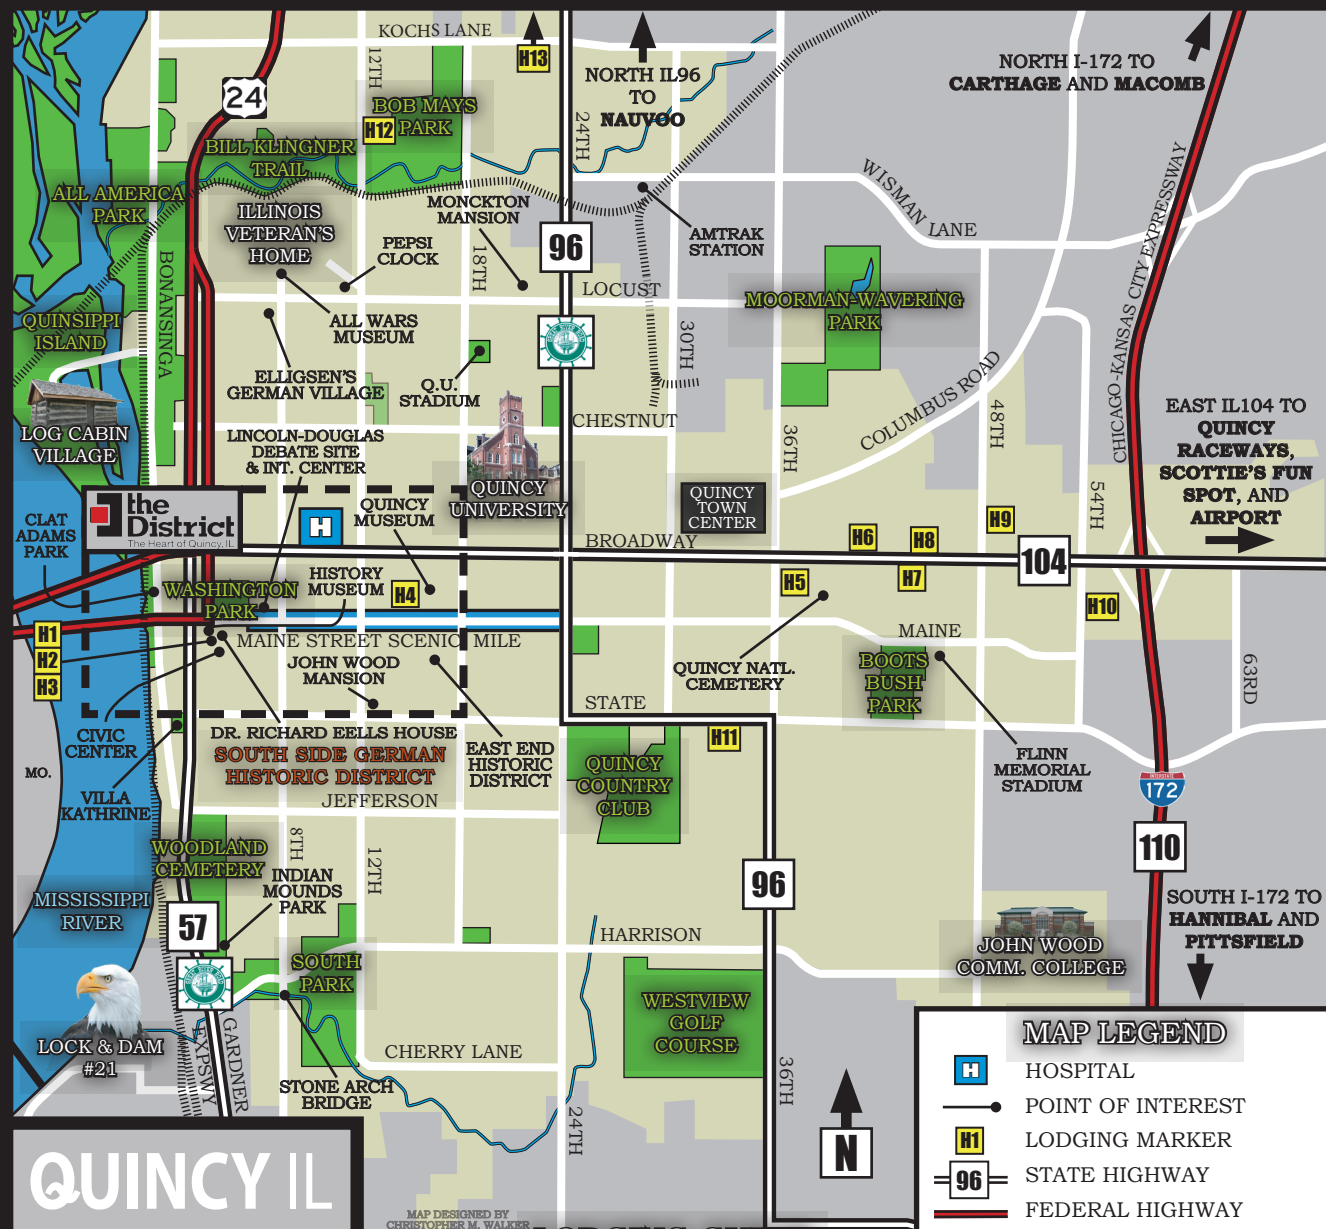 KOCHS LANE
12TH
H13
NORTH IL96
TO
NAUVOO
NORTH I-172 TO
CARTHAGE AND MACOMB
24
BOB MAYS
PARK
H12
24TH
BILL KLINGNER
TRAIL
ALL AMERICA
PARK
WISMAN LANE
CHICAGO-KANSAS CITY EXPRESSWAY
ILLINOIS
VETERAN'S
HOME
MONCKTON
MANSION
PEPSI
CLOCK
18TH
96
AMTRAK
STATION
BONANSINGA
LOCUST
MOORMAN-WAVERING
PARK
QUINSIPPI
ISLAND
ALL WARS
MUSEUM
GREAT RIVER ROAD
30TH
ELLIGSEN'S
GERMAN VILLAGE
Q.U.
STADIUM
COLUMBUS ROAD
48TH
36TH
CHESTNUT
EAST IL104 TO
QUINCY
RACEWAYS,
SCOTTIE'S FUN
SPOT, AND
AIRPORT
LOG CABIN
VILLAGE
LINCOLN-DOUGLAS
DEBATE SITE
& INT. CENTER
QUINCY
UNIVERSITY
QUINCY
TOWN
CENTER
54TH
the
District
The Heart of Quincy, IL
H
QUINCY
MUSEUM
CLAT
ADAMS
PARK
BROADWAY
H6
H8
H9
104
H5
H7
H10
WASHINGTON
PARK
HISTORY
MUSEUM
H4
H1
H2
H3
MAINE STREET SCENIC MILE
MAINE
JOHN WOOD
MANSION
QUINCY NATL.
CEMETERY
BOOTS
BUSH
PARK
63RD
STATE
CIVIC
CENTER
DR. RICHARD EELLS HOUSE
SOUTH SIDE GERMAN
HISTORIC DISTRICT
EAST END
HISTORIC
DISTRICT
H11
FLINN
MEMORIAL
STADIUM
MO.
QUINCY
COUNTRY
CLUB
INTERSTATE
172
VILLA
KATHRINE
JEFFERSON
8TH
12TH
110
WOODLAND
CEMETERY
INDIAN
MOUNDS
PARK
96
MISSISSIPPI
RIVER
57
SOUTH I-172 TO
HANNIBAL AND
PITTSFIELD
HARRISON
JOHN WOOD
COMM. COLLEGE
SOUTH
PARK
GREAT RIVER ROAD
WESTVIEW
GOLF
COURSE
LOCK & DAM
#21
GARDNER
EXPSWY
CHERRY LANE
STONE ARCH
BRIDGE
24TH
36TH
N
MAP LEGEND
H HOSPITAL
POINT OF INTEREST
H1 LODGING MARKER
96 STATE HIGHWAY
FEDERAL HIGHWAY
QUINCY IL
MAP DESIGNED BY
CHRISTOPHER M. WALKER